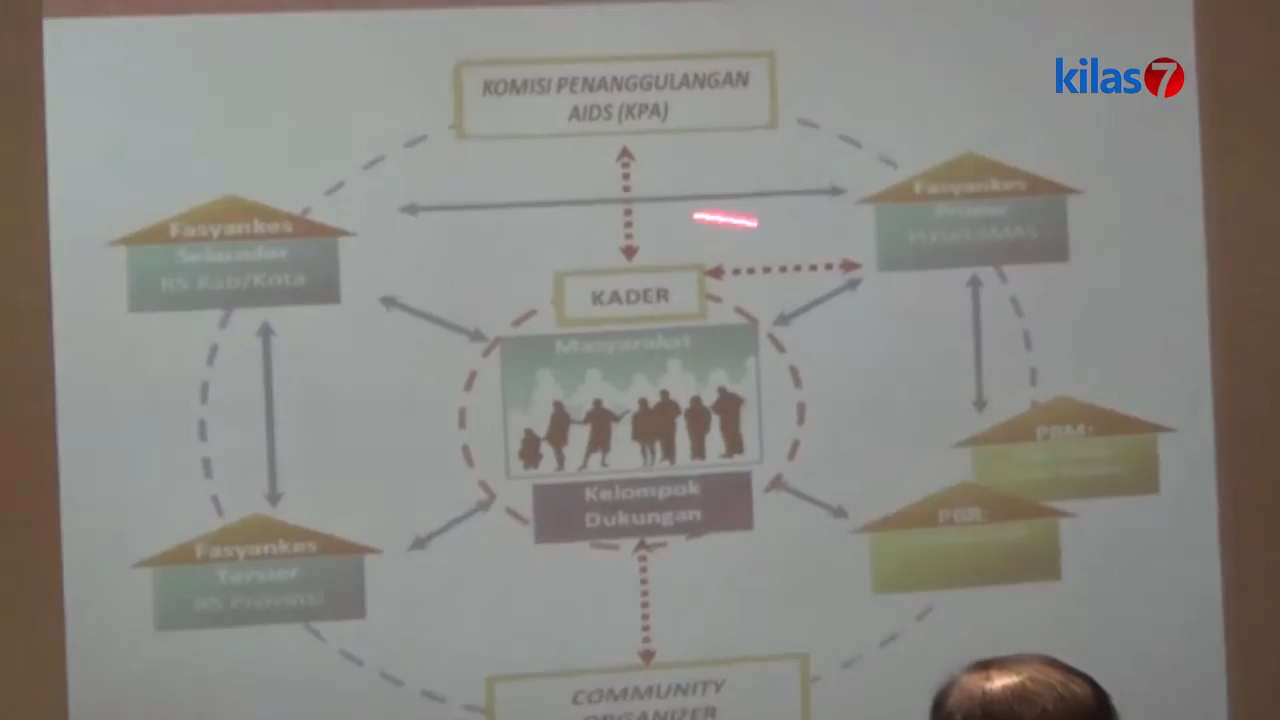 kilas7
KOMISI PENANGGULANGAN
AIDS (KPA)
Fasyankes
Sekunder
RS Kab/Kota
Fasyankes
Primer
PUSKESMAS
KADER
Masyarakat
Kelompok
Dukungan
PBM:
PBR:
Fasyankes
Tersier
RS Provinsi
COMMUNITY
ORGANIZER